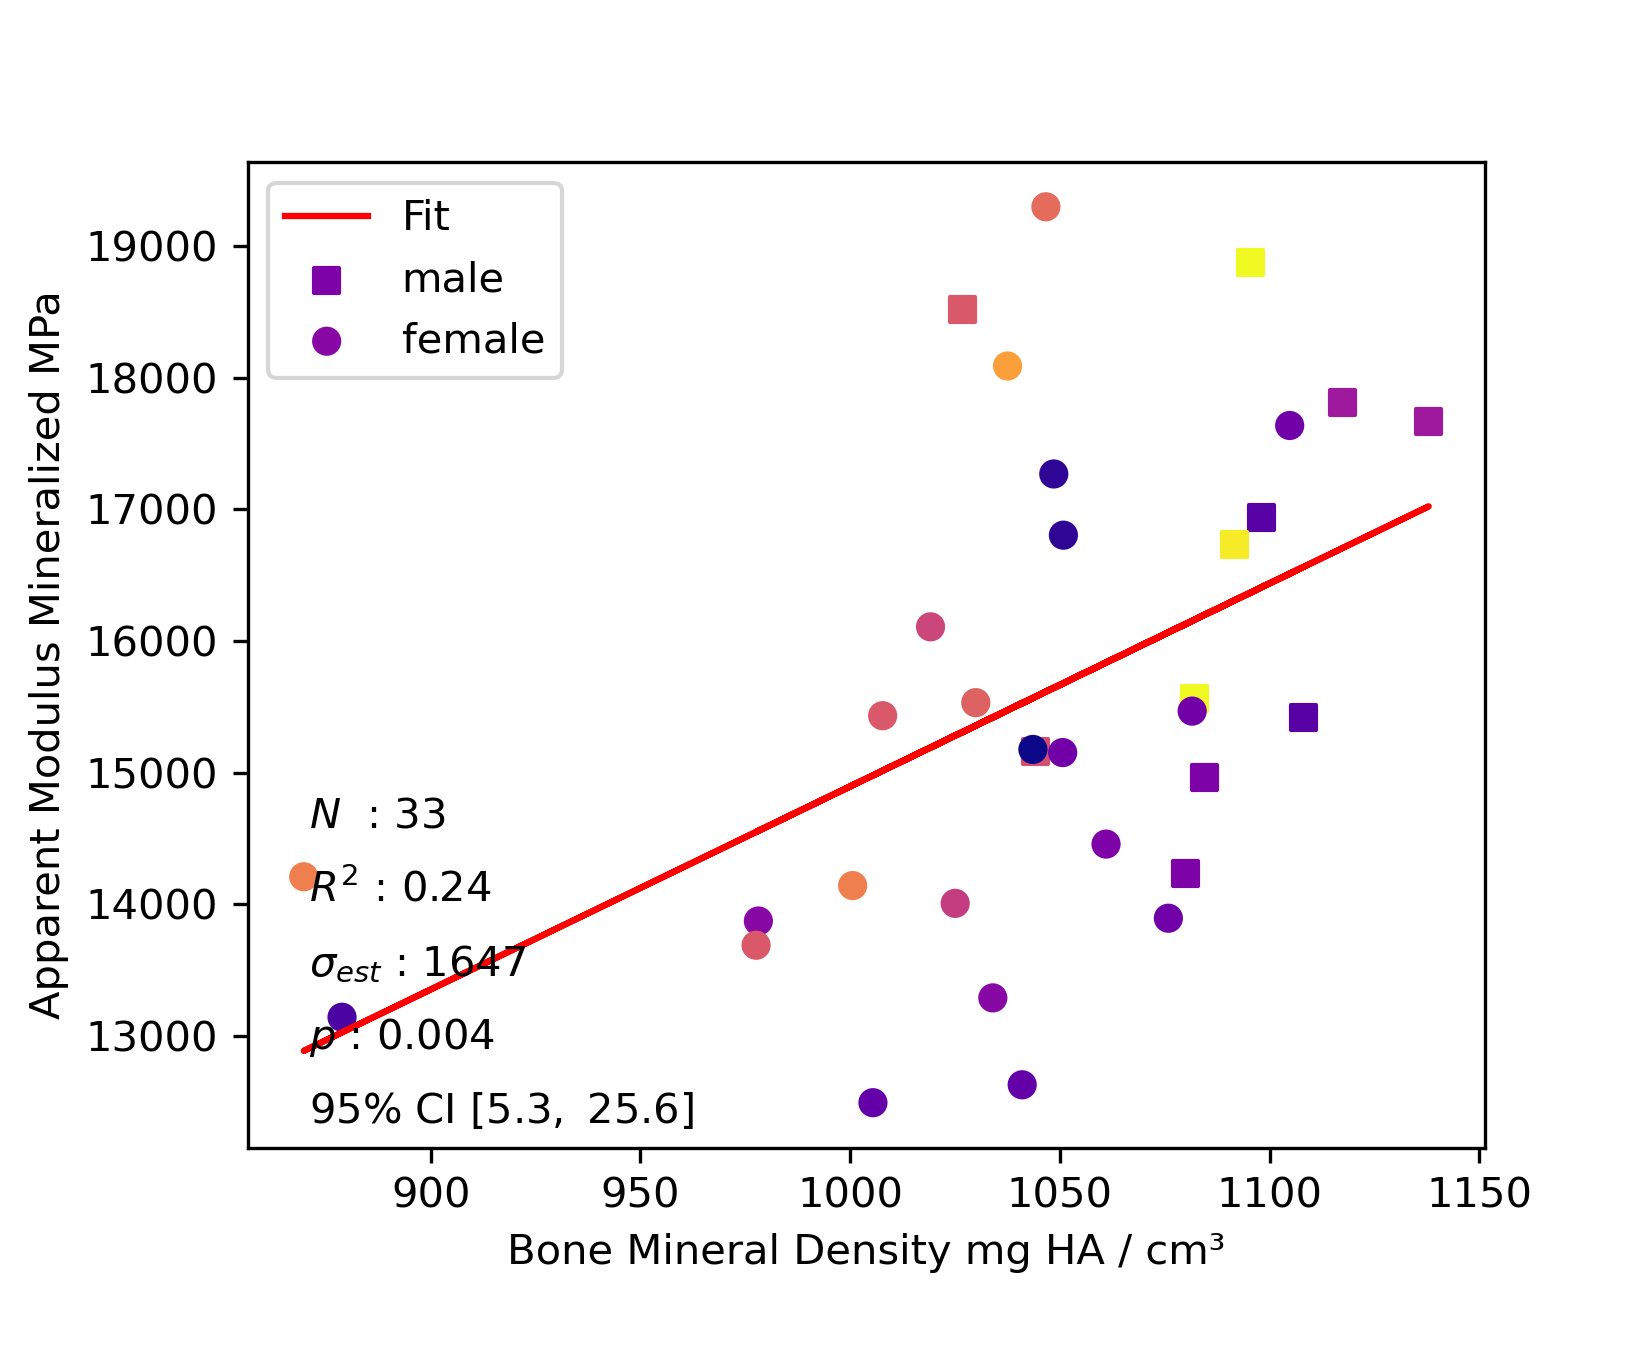 Fit
male
female
19000
18000
17000
16000
15000
14000
13000
Apparent Modulus Mineralized MPa
N : 33
R² : 0.24
σest : 1647
p : 0.004
95% CI [5.3, 25.6]
900 950 1000 1050 1100 1150
Bone Mineral Density mg HA / cm³